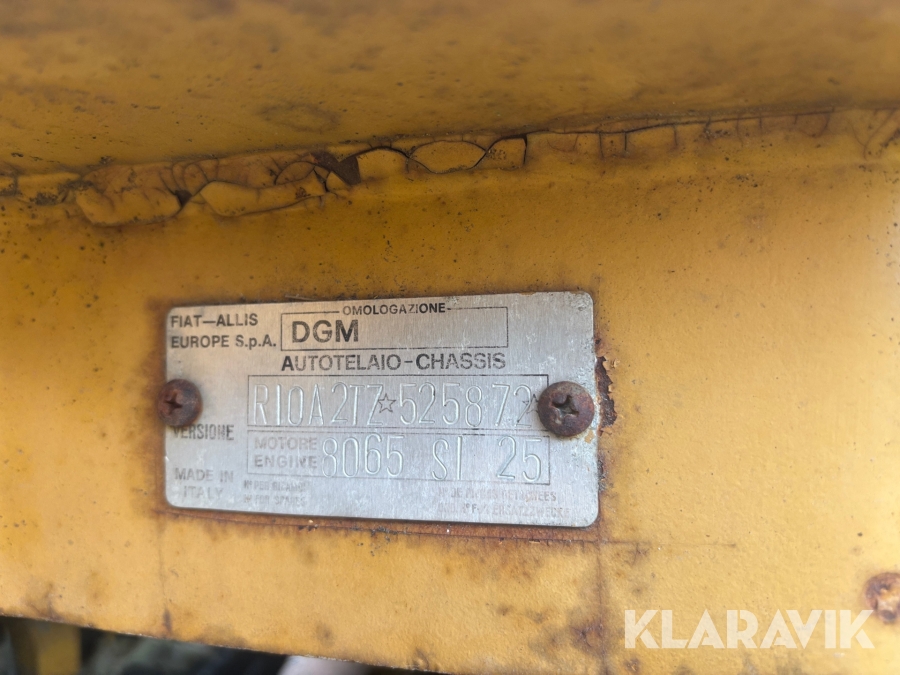 FIAT—ALLIS
EUROPE S.p.A.
OMOLOGAZIONE
DGM
AUTOTELAIO-CHASSIS
R10A2TZ☆525872☆
VERSIONE
MOTORE
ENGINE
8065 SI 25
MADE IN
ITALY
KLARAVIK